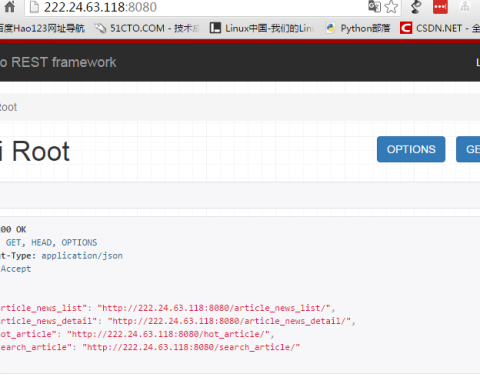 222.24.63.118:8080
百度Hao123网址导航 51CTO.COM - 技术成 Linux中国-我们的Linu Python部落 CSDN.NET - 全
o REST framework
Root
i Root
OPTIONS GE
00 OK
GET, HEAD, OPTIONS
t-Type: application/json
Accept
article_news_list": "http://222.24.63.118:8080/article_news_list/",
article_news_detail": "http://222.24.63.118:8080/article_news_detail/",
hot_article": "http://222.24.63.118:8080/hot_article/",
search_article": "http://222.24.63.118:8080/search_article/"